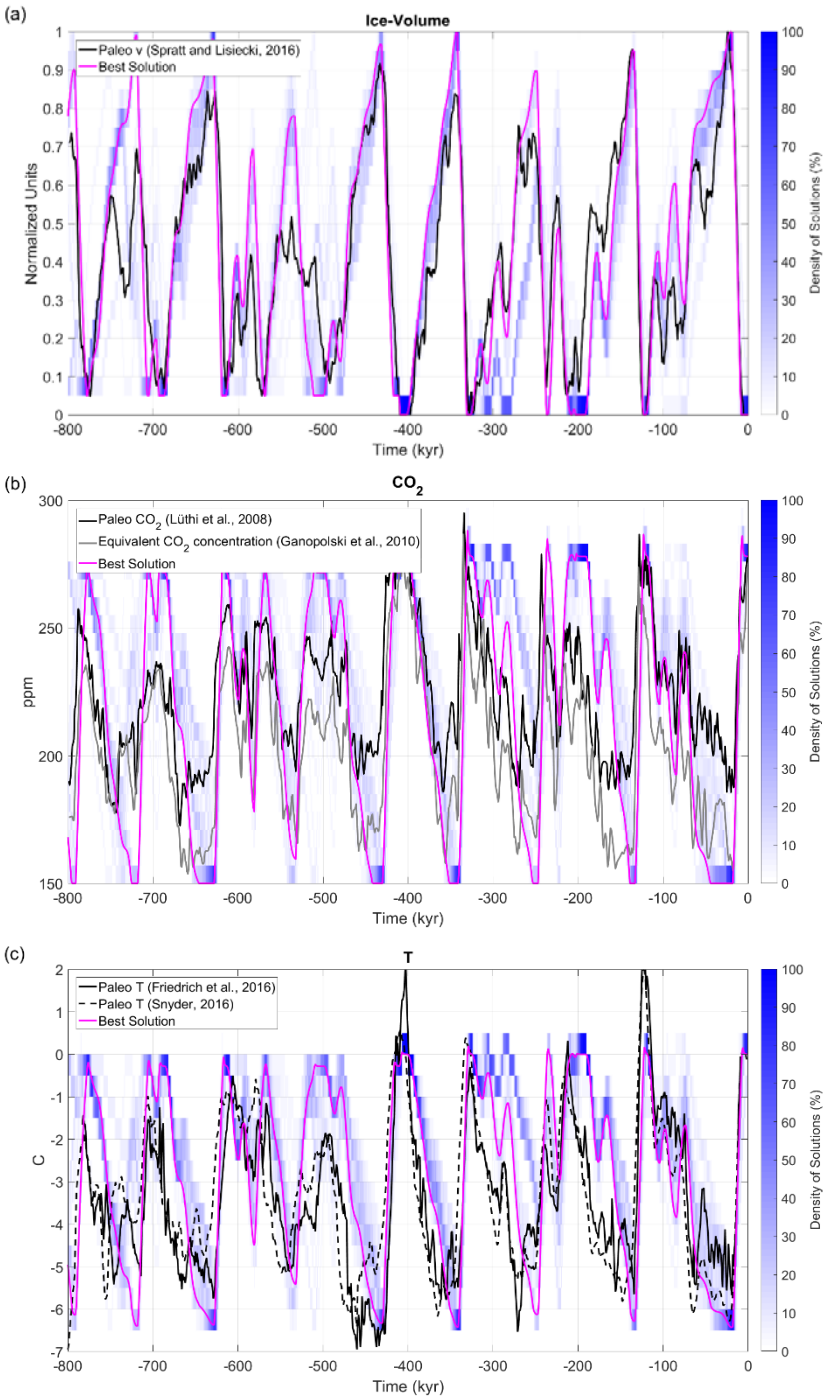 (a)
Ice-Volume
Paleo v (Spratt and Lisiecki, 2016)
Best Solution
1
0.9
0.8
0.7
0.6
0.5
0.4
0.3
0.2
0.1
0
Normalized Units
-800 -700 -600 -500 -400 -300 -200 -100 0
Time (kyr)
100
90
80
70
60
50
40
30
20
10
0
Density of Solutions (%)
(b)
CO2
Paleo CO2 (Lüthi et al., 2008)
Equivalent CO2 concentration (Ganopolski et al., 2010)
Best Solution
300
250
200
150
ppm
-800 -700 -600 -500 -400 -300 -200 -100 0
Time (kyr)
100
90
80
70
60
50
40
30
20
10
0
Density of Solutions (%)
(c)
T
Paleo T (Friedrich et al., 2016)
Paleo T (Snyder, 2016)
Best Solution
2
1
0
-1
-2
-3
-4
-5
-6
-7
C
-800 -700 -600 -500 -400 -300 -200 -100 0
Time (kyr)
100
90
80
70
60
50
40
30
20
10
0
Density of Solutions (%)